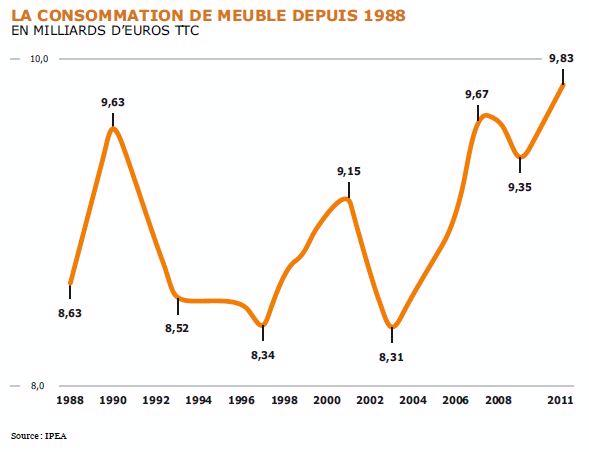 LA CONSOMMATION DE MEUBLE DEPUIS 1988
EN MILLIARDS D'EUROS TTC
10,0
9,83
9,63
9,67
9,15
9,35
8,63
8,52
8,34
8,31
8,0
1988 1990 1992 1994 1996 1998 2000 2002 2004 2006 2008 2011
Source : IPEA